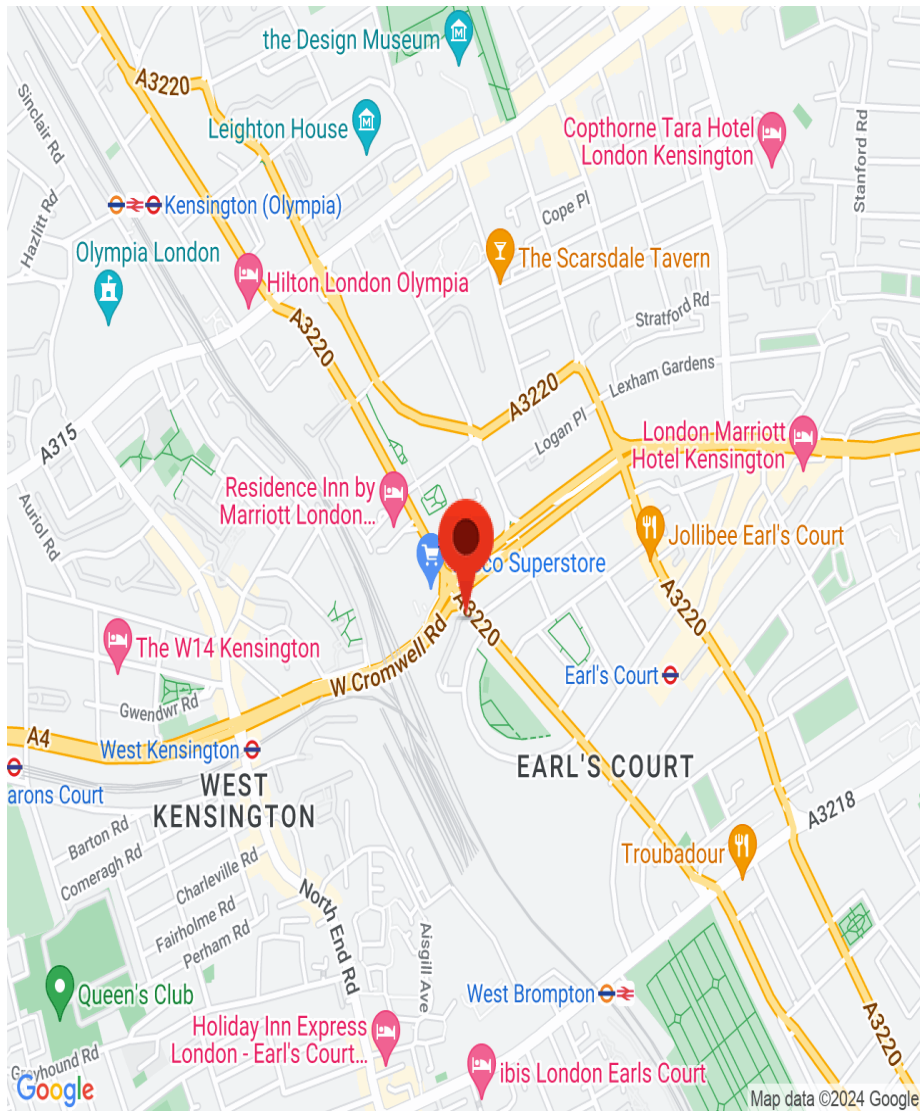 the Design Museum
A3220
Leighton House
Copthorne Tara Hotel
London Kensington
Stanford Rd
Sinclair Rd
Hazlitt Rd
Kensington (Olympia)
Cope Pl
Olympia London
The Scarsdale Tavern
Hilton London Olympia
Stratford Rd
A3220
Lexham Gardens
A3220
Logan Pl
A315
London Marriott
Hotel Kensington
Residence Inn by
Marriott London...
Auriol Rd
Jollibee Earl's Court
co Superstore
A3220
A3220
The W14 Kensington
W Cromwell Rd
Earl's Court
Gwendwr Rd
A4
West Kensington
EARL'S COURT
arons Court
WEST
KENSINGTON
A3218
Barton Rd
Comeragh Rd
Troubadour
Charleville Rd
North End Rd
Fairholme Rd
Perham Rd
Aisgill Ave
Queen's Club
West Brompton
Holiday Inn Express
London - Earl's Court...
A3220
Greyhound Rd
ibis London Earls Court
Google
Map data ©2024 Google